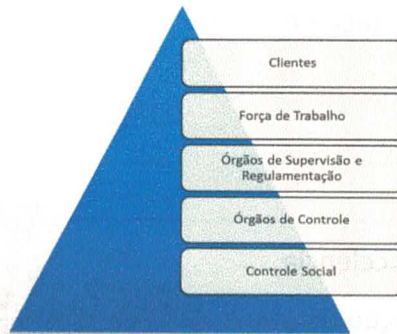 Clientes
Força de Trabalho
Órgãos de Supervisão e
Regulamentação
Órgãos de Controle
Controle Social